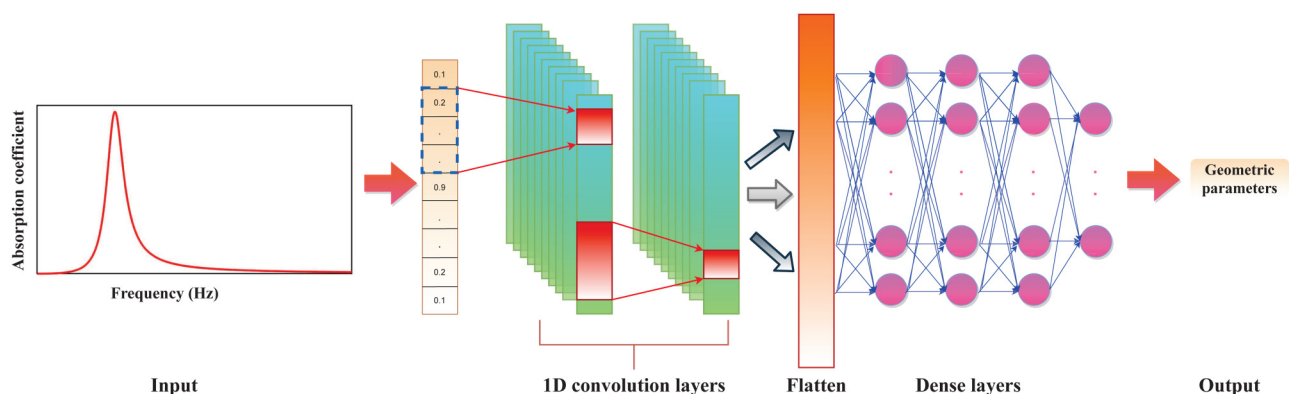 Absorption coefficient
Frequency (Hz)
0.1
0.2
.
.
0.9
.
.
0.2
0.1
Geometric
parameters
Input
1D convolution layers
Flatten
Dense layers
Output